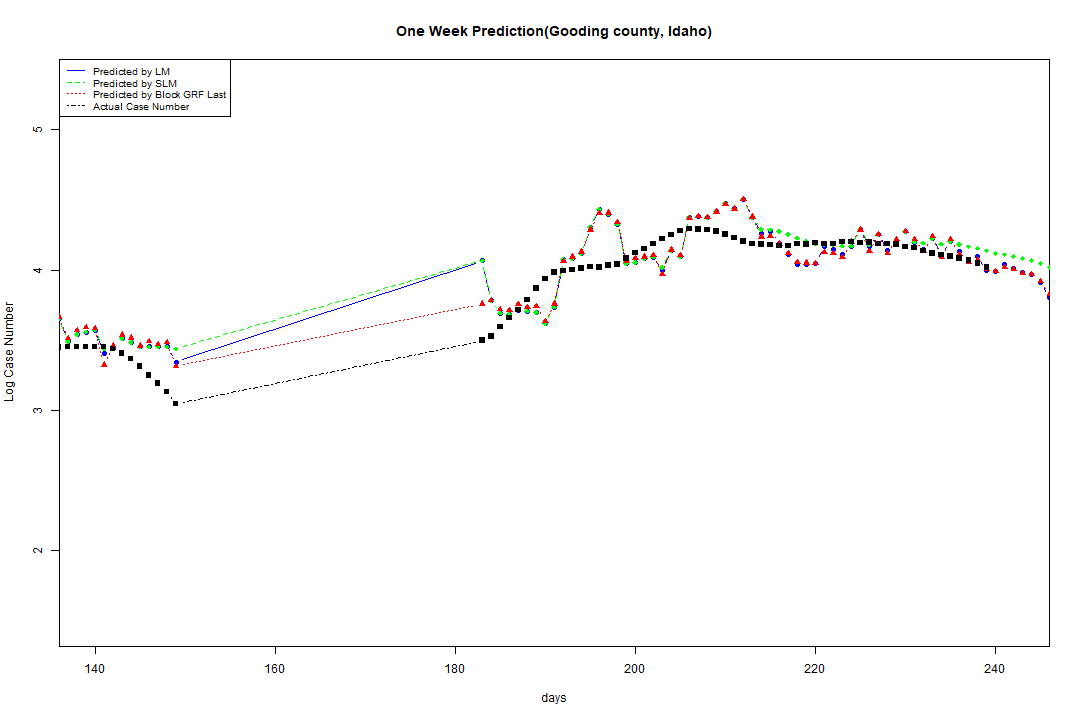 One Week Prediction(Gooding county, Idaho)
Predicted by LM
Predicted by SLM
Predicted by Block GRF Last
Actual Case Number
5
4
3
2
Log Case Number
140 160 180 200 220 240
days